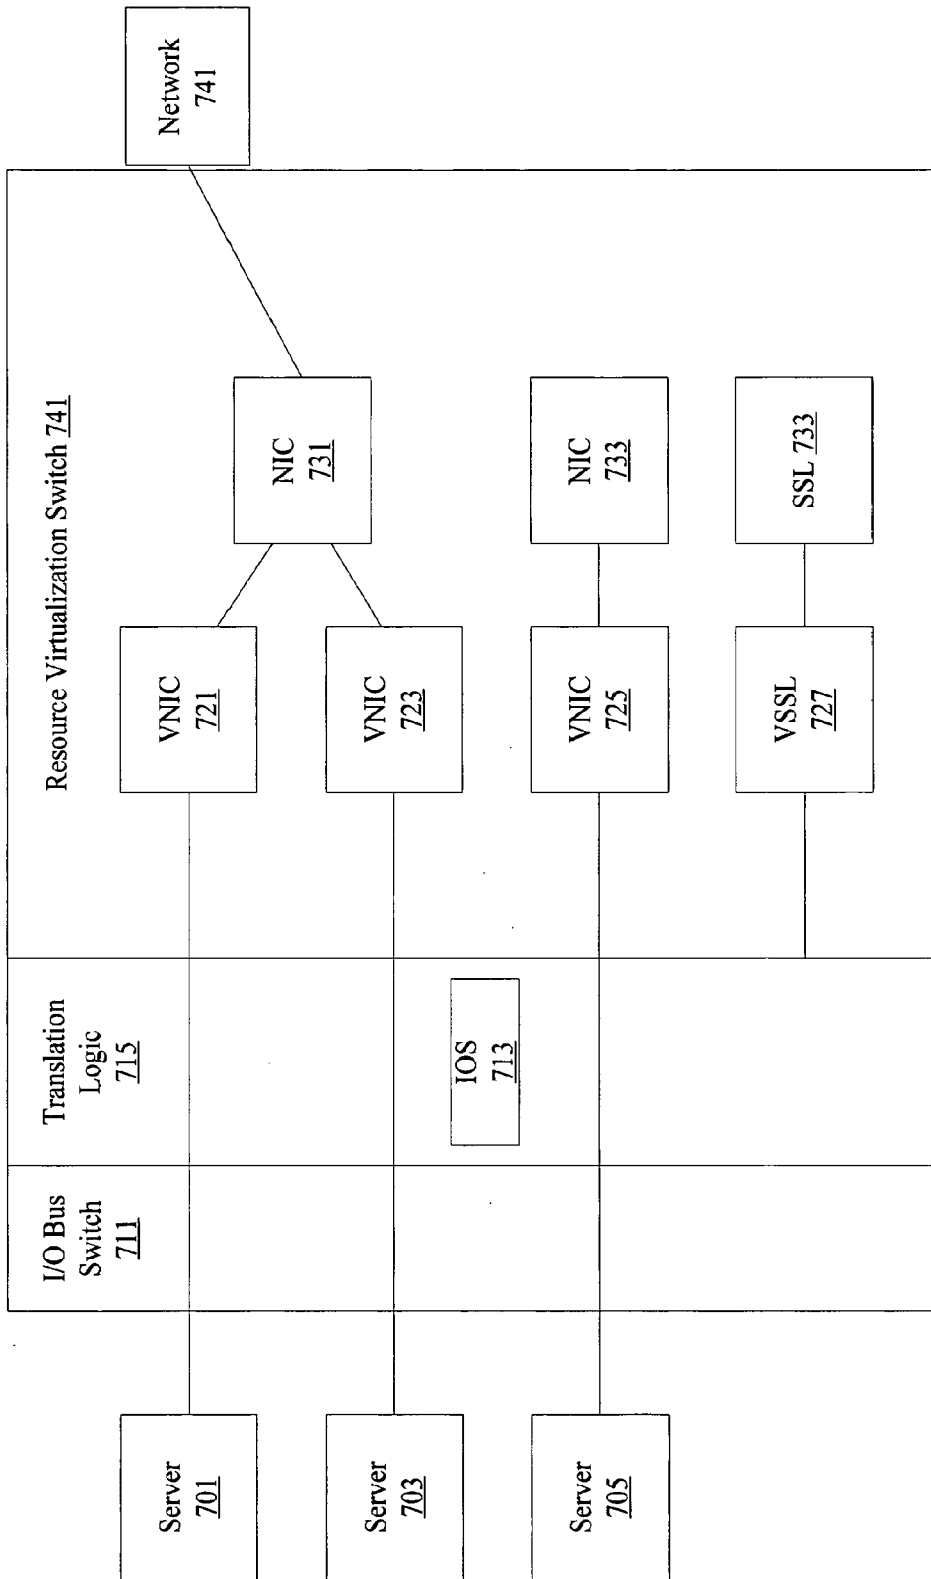 Resource Virtualization Switch 741
I/O Bus
Switch
711
Translation
Logic
715
IOS
713
Server
701
Server
703
Server
705
VNIC
721
VNIC
723
VNIC
725
VSSL
727
NIC
731
NIC
733
SSL 733
Network
741